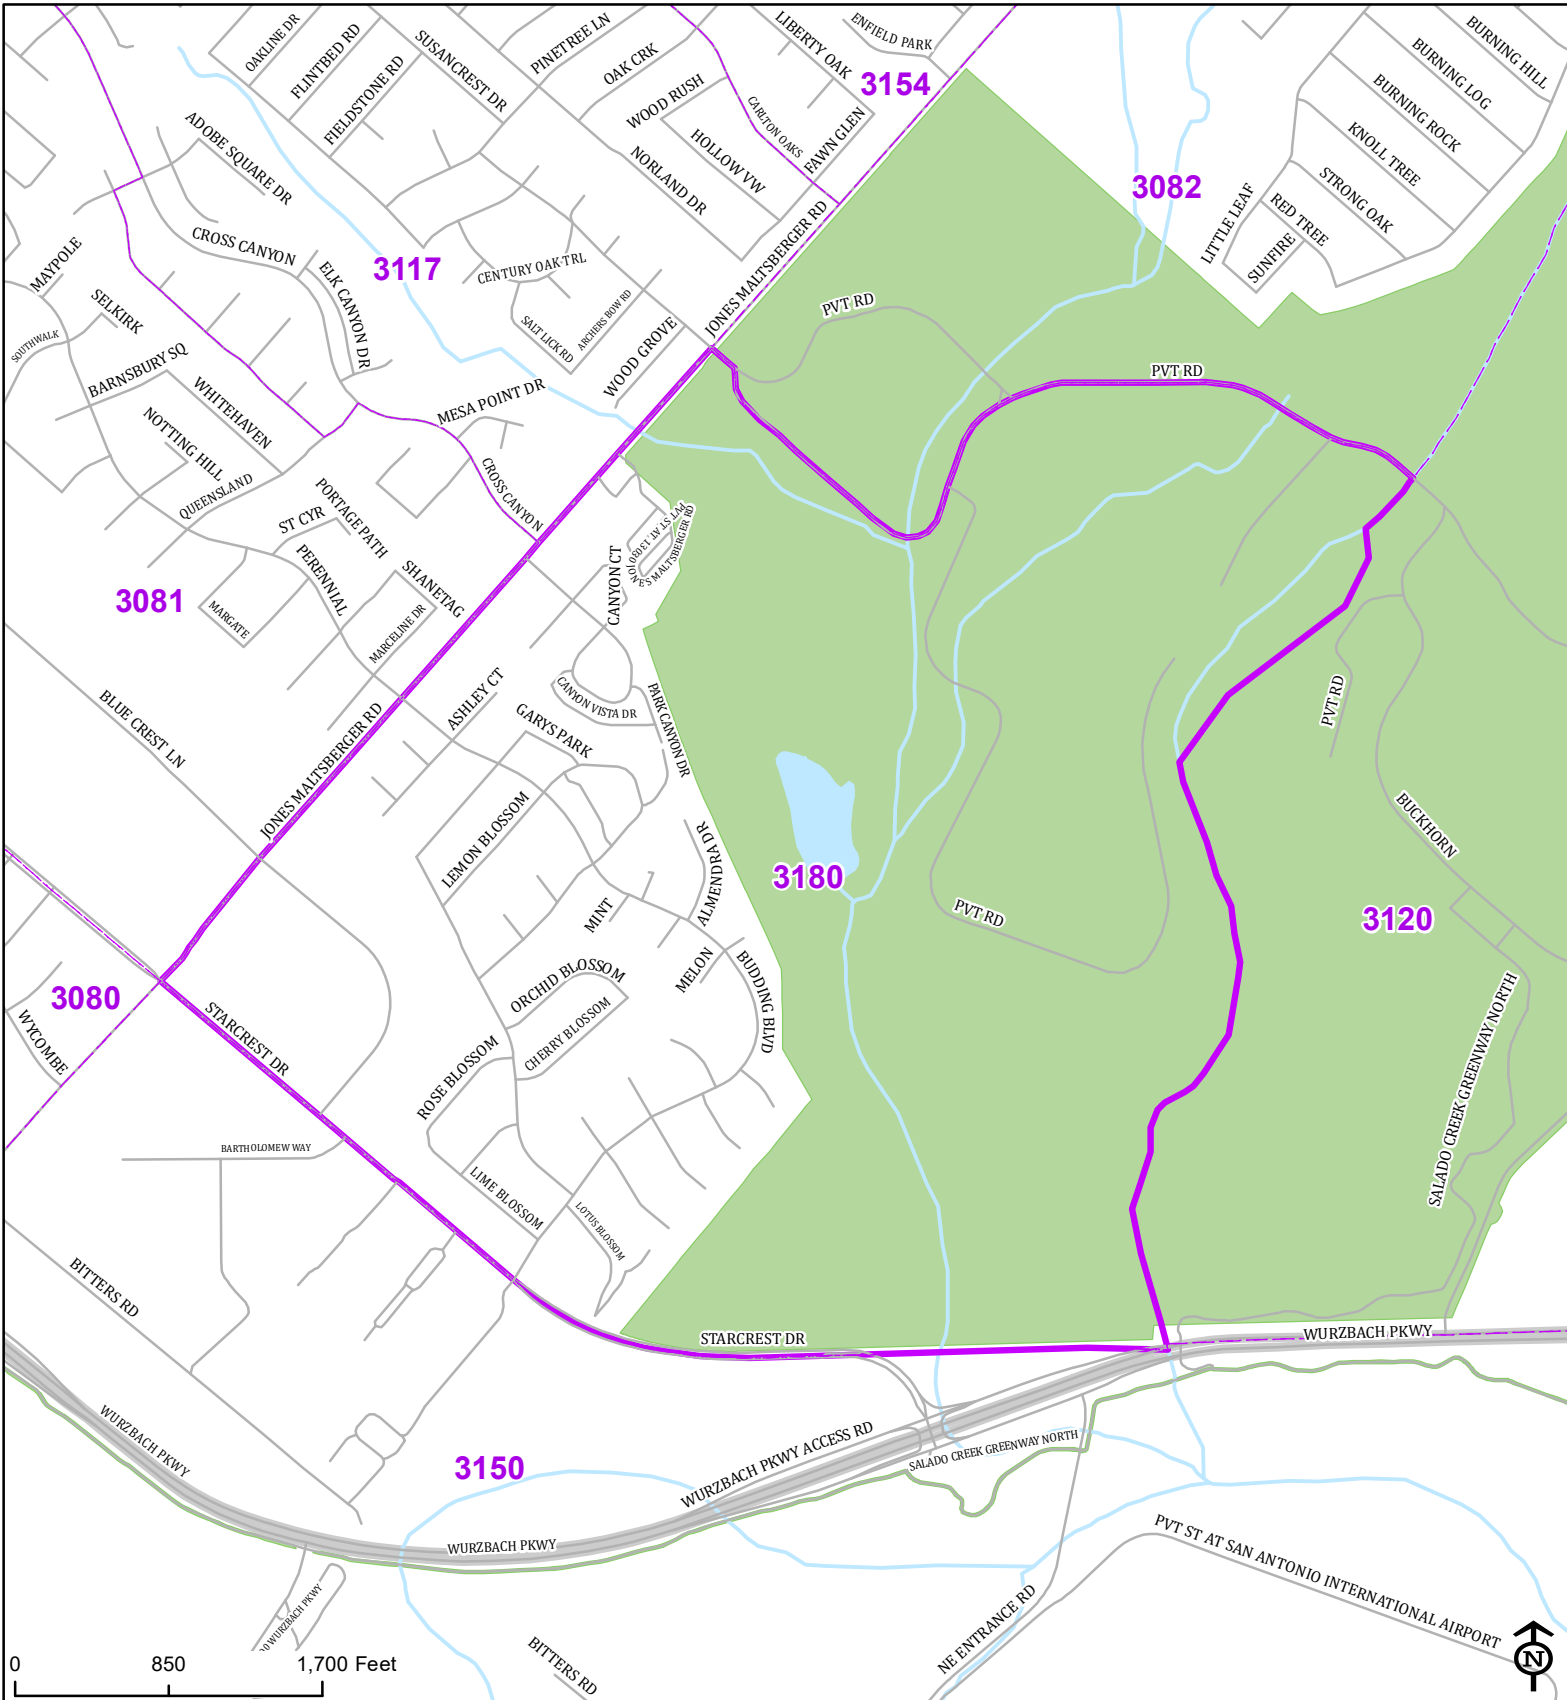 OAKLINE DR
FLINTBED RD
FIELDSTONE RD
SUSANCREST DR
PINETREE LN
OAK CRK
WOOD RUSH
LIBERTY OAK
ENFIELD PARK
3154
BURNING HILL
BURNING LOG
BURNING ROCK
KNOLL TREE
STRONG OAK
RED TREE
SUNFIRE
LITTLE LEAF
3082
ADOBE SQUARE DR
CARLTON OAKS
FAWN GLEN
HOLLOW VW
NORLAND DR
CROSS CANYON
ELK CANYON DR
3117
CENTURY OAK TRL
SALT LICK RD
ARCHERS BOW RD
WOOD GROVE
JONES MALTSBERGER RD
PVT RD
PVT RD
MAYPOLE
SELKIRK
SOUTHWALK
BARNSBURY SQ
WHITEHAVEN
NOTTING HILL
QUEENSLAND
MESA POINT DR
CROSS CANYON
ST CYR
PORTAGE PATH
PERENNIAL
SHANETAG
MARCELINE DR
MARGATE
3081
PVT ST AT 13030 JONES MALTSBERGER RD
CANYON CT
CANYON VISTA DR
PARK CANYON DR
ASHLEY CT
GARYS PARK
BLUE CREST LN
JONES MALTSBERGER RD
LEMON BLOSSOM
ALMENDRA DR
MINT
MELON
BUDDING BLVD
ORCHID BLOSSOM
CHERRY BLOSSOM
ROSE BLOSSOM
LIME BLOSSOM
LOTUS BLOSSOM
3180
PVT RD
PVT RD
BUCKHORN
3120
SALADO CREEK GREENWAY NORTH
3080
WYCOMBE
STARCREST DR
BARTHOLOMEW WAY
BITTERS RD
STARCREST DR
WURZBACH PKWY
WURZBACH PKWY
3150
WURZBACH PKWY ACCESS RD
SALADO CREEK GREENWAY NORTH
WURZBACH PKWY
WURZBACH PKWY
PVT ST AT SAN ANTONIO INTERNATIONAL AIRPORT
NE ENTRANCE RD
BITTERS RD
N
0 850 1,700 Feet